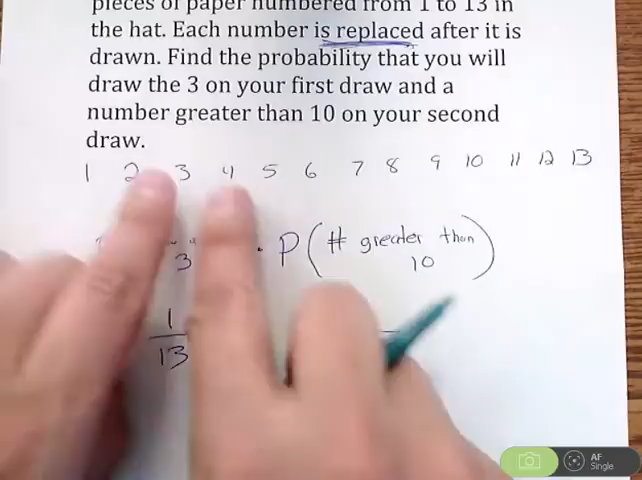 pieces of paper numbered from 1 to 13 in
the hat. Each number is replaced after it is
drawn. Find the probability that you will
draw the 3 on your first draw and a
number greater than 10 on your second
draw.
1 2 3 4 5 6 7 8 9 10 11 12 13
3 · P (# greater than
10)
1
13
AF
Single